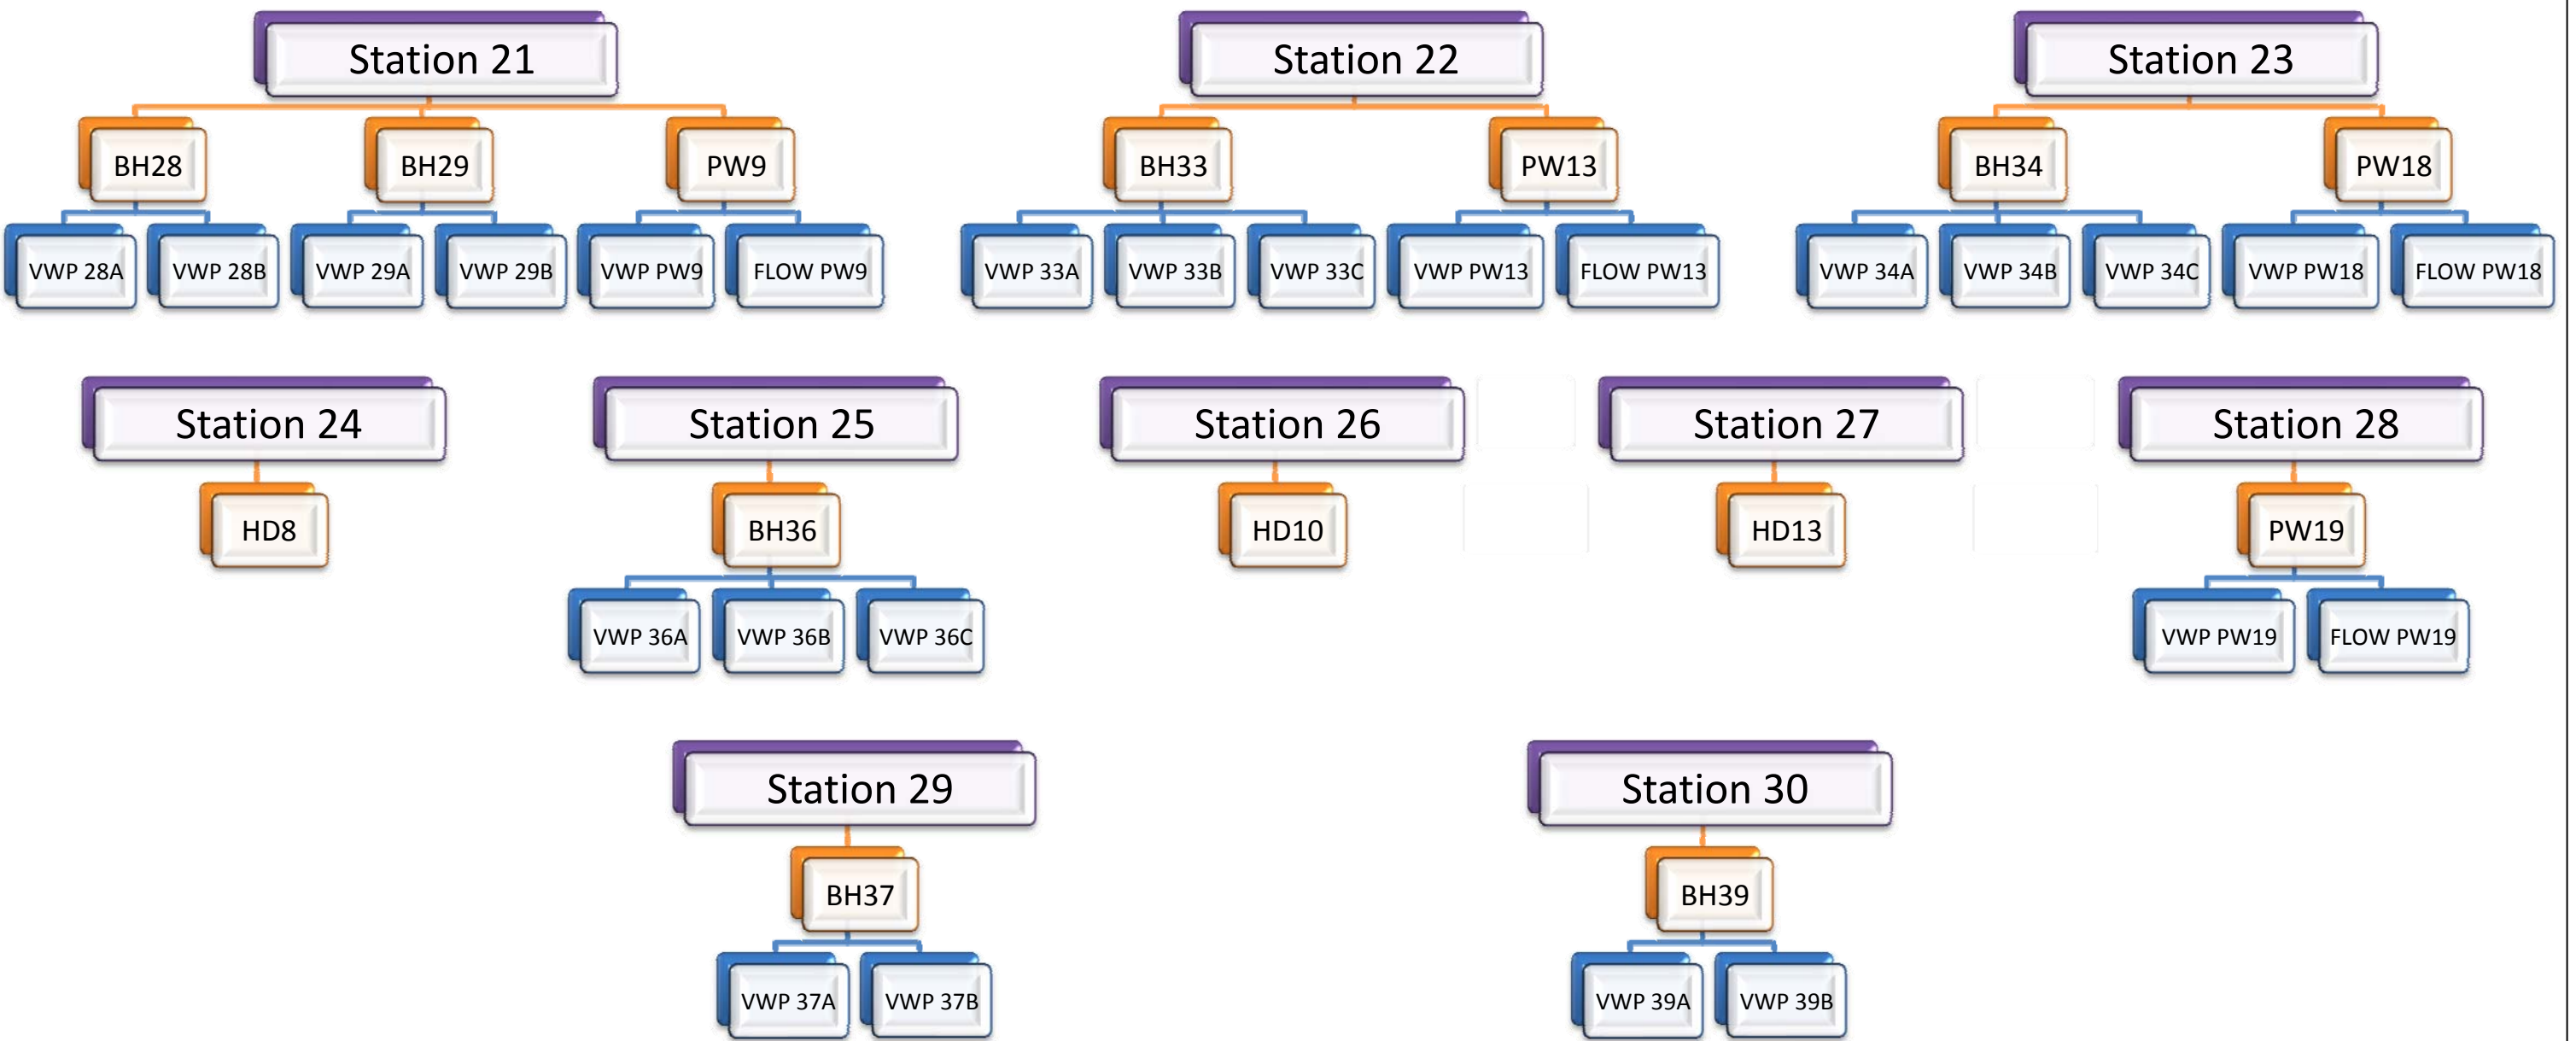 Station 21
Station 22
Station 23
BH28
BH29
PW9
BH33
PW13
BH34
PW18
VWP 28A
VWP 28B
VWP 29A
VWP 29B
VWP PW9
FLOW PW9
VWP 33A
VWP 33B
VWP 33C
VWP PW13
FLOW PW13
VWP 34A
VWP 34B
VWP 34C
VWP PW18
FLOW PW18
Station 24
Station 25
Station 26
Station 27
Station 28
HD8
BH36
HD10
HD13
PW19
VWP 36A
VWP 36B
VWP 36C
VWP PW19
FLOW PW19
Station 29
Station 30
BH37
BH39
VWP 37A
VWP 37B
VWP 39A
VWP 39B